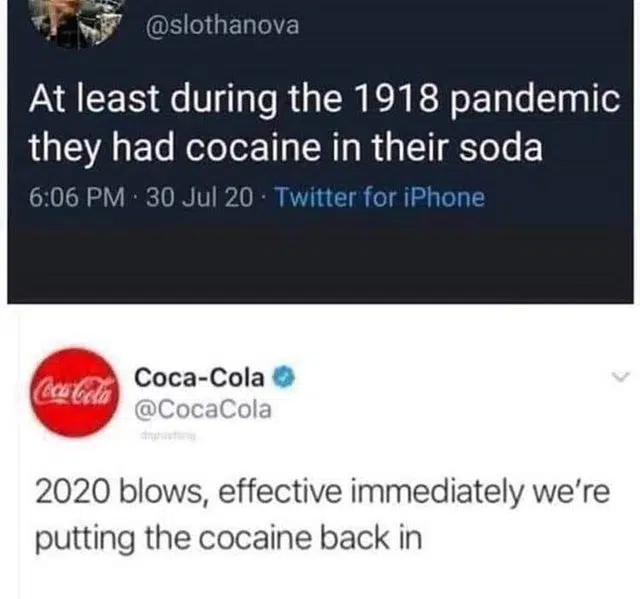 @slothanova
At least during the 1918 pandemic
they had cocaine in their soda
6:06 PM · 30 Jul 20 · Twitter for iPhone
Coca-Cola
Coca-Cola
@CocaCola
2020 blows, effective immediately we're
putting the cocaine back in